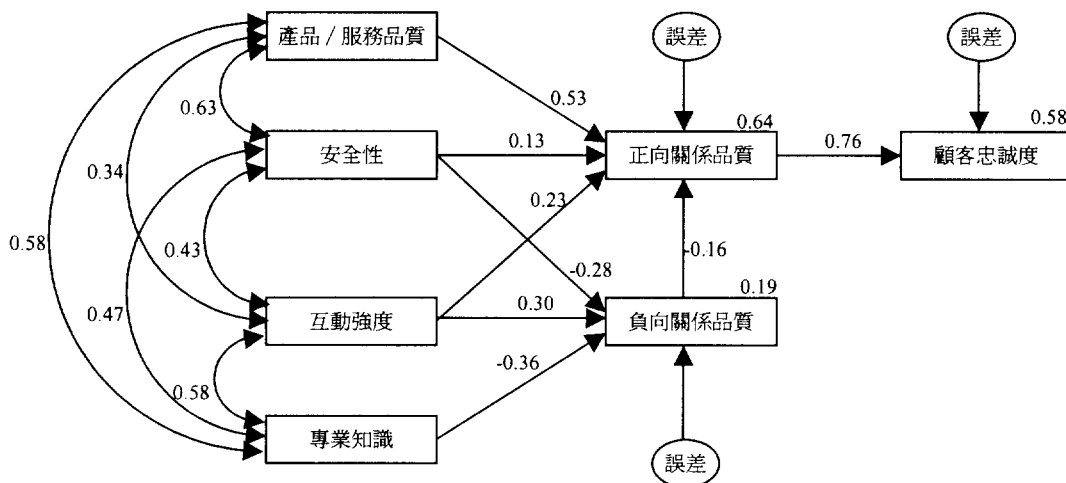 產品 / 服務品質
誤差
誤差
0.53
0.63
0.64
0.58
安全性
0.13
正向關係品質
0.76
顧客忠誠度
0.34
0.23
0.58
0.43
-0.28
-0.16
0.47
0.30
0.19
互動強度
負向關係品質
0.58
-0.36
專業知識
誤差